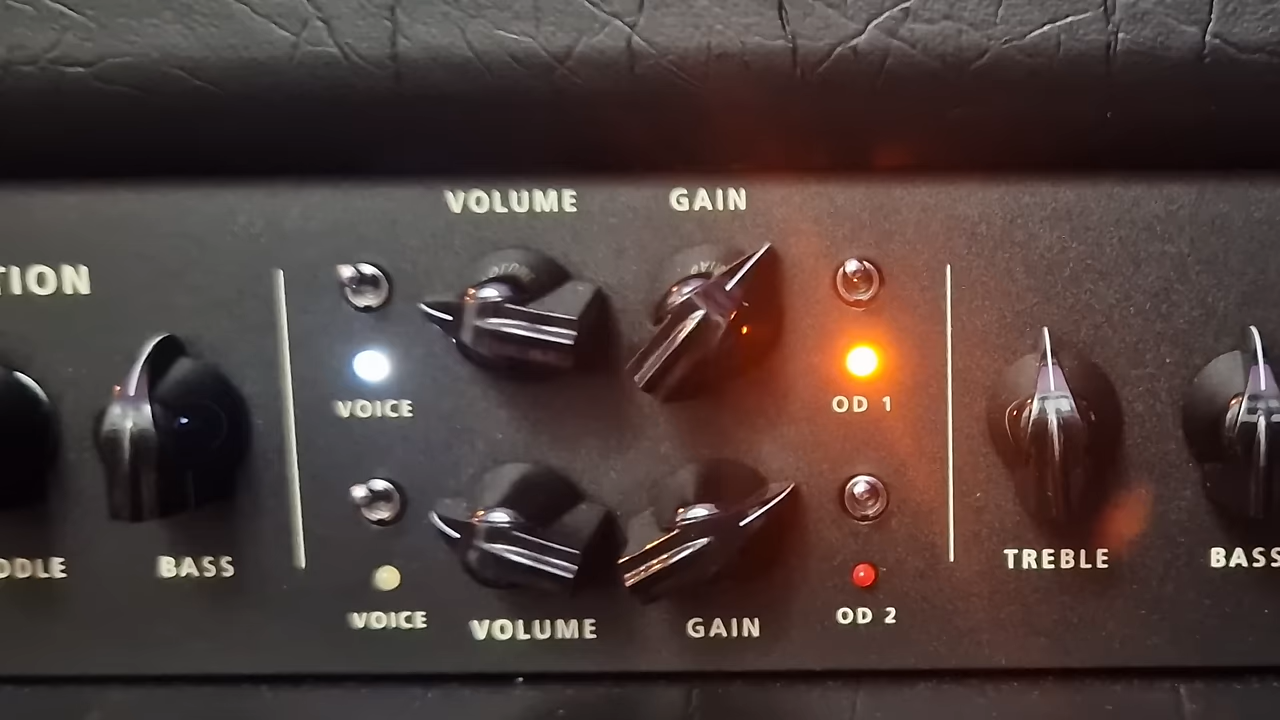 VOLUME GAIN
TION
VOICE OD 1
DDLE BASS TREBLE BASS
VOICE VOLUME GAIN OD 2